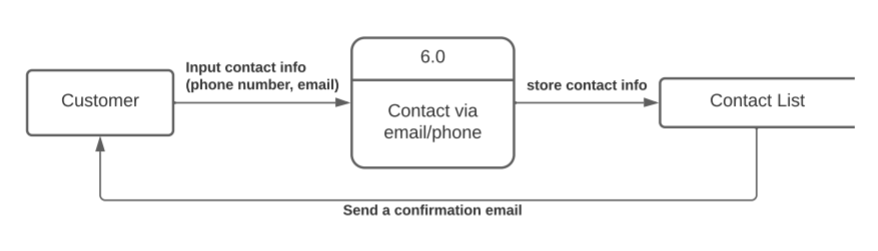 6.0
Input contact info
(phone number, email)
Customer
Contact via
email/phone
store contact info
Contact List
Send a confirmation email